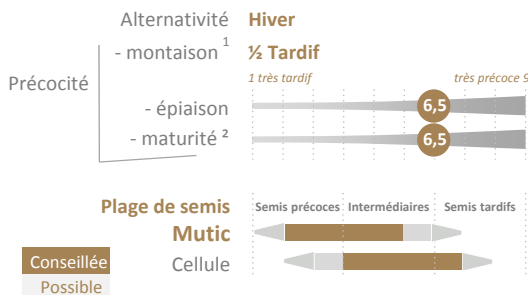 Alternativité Hiver
- montaison ¹ ½ Tardif
Précocité
1 très tardif très précoce 9
- épiaison 6,5
- maturité ² 6,5
Plage de semis Semis précoces Intermédiaires Semis tardifs
Mutic
Conseillée Cellule
Possible